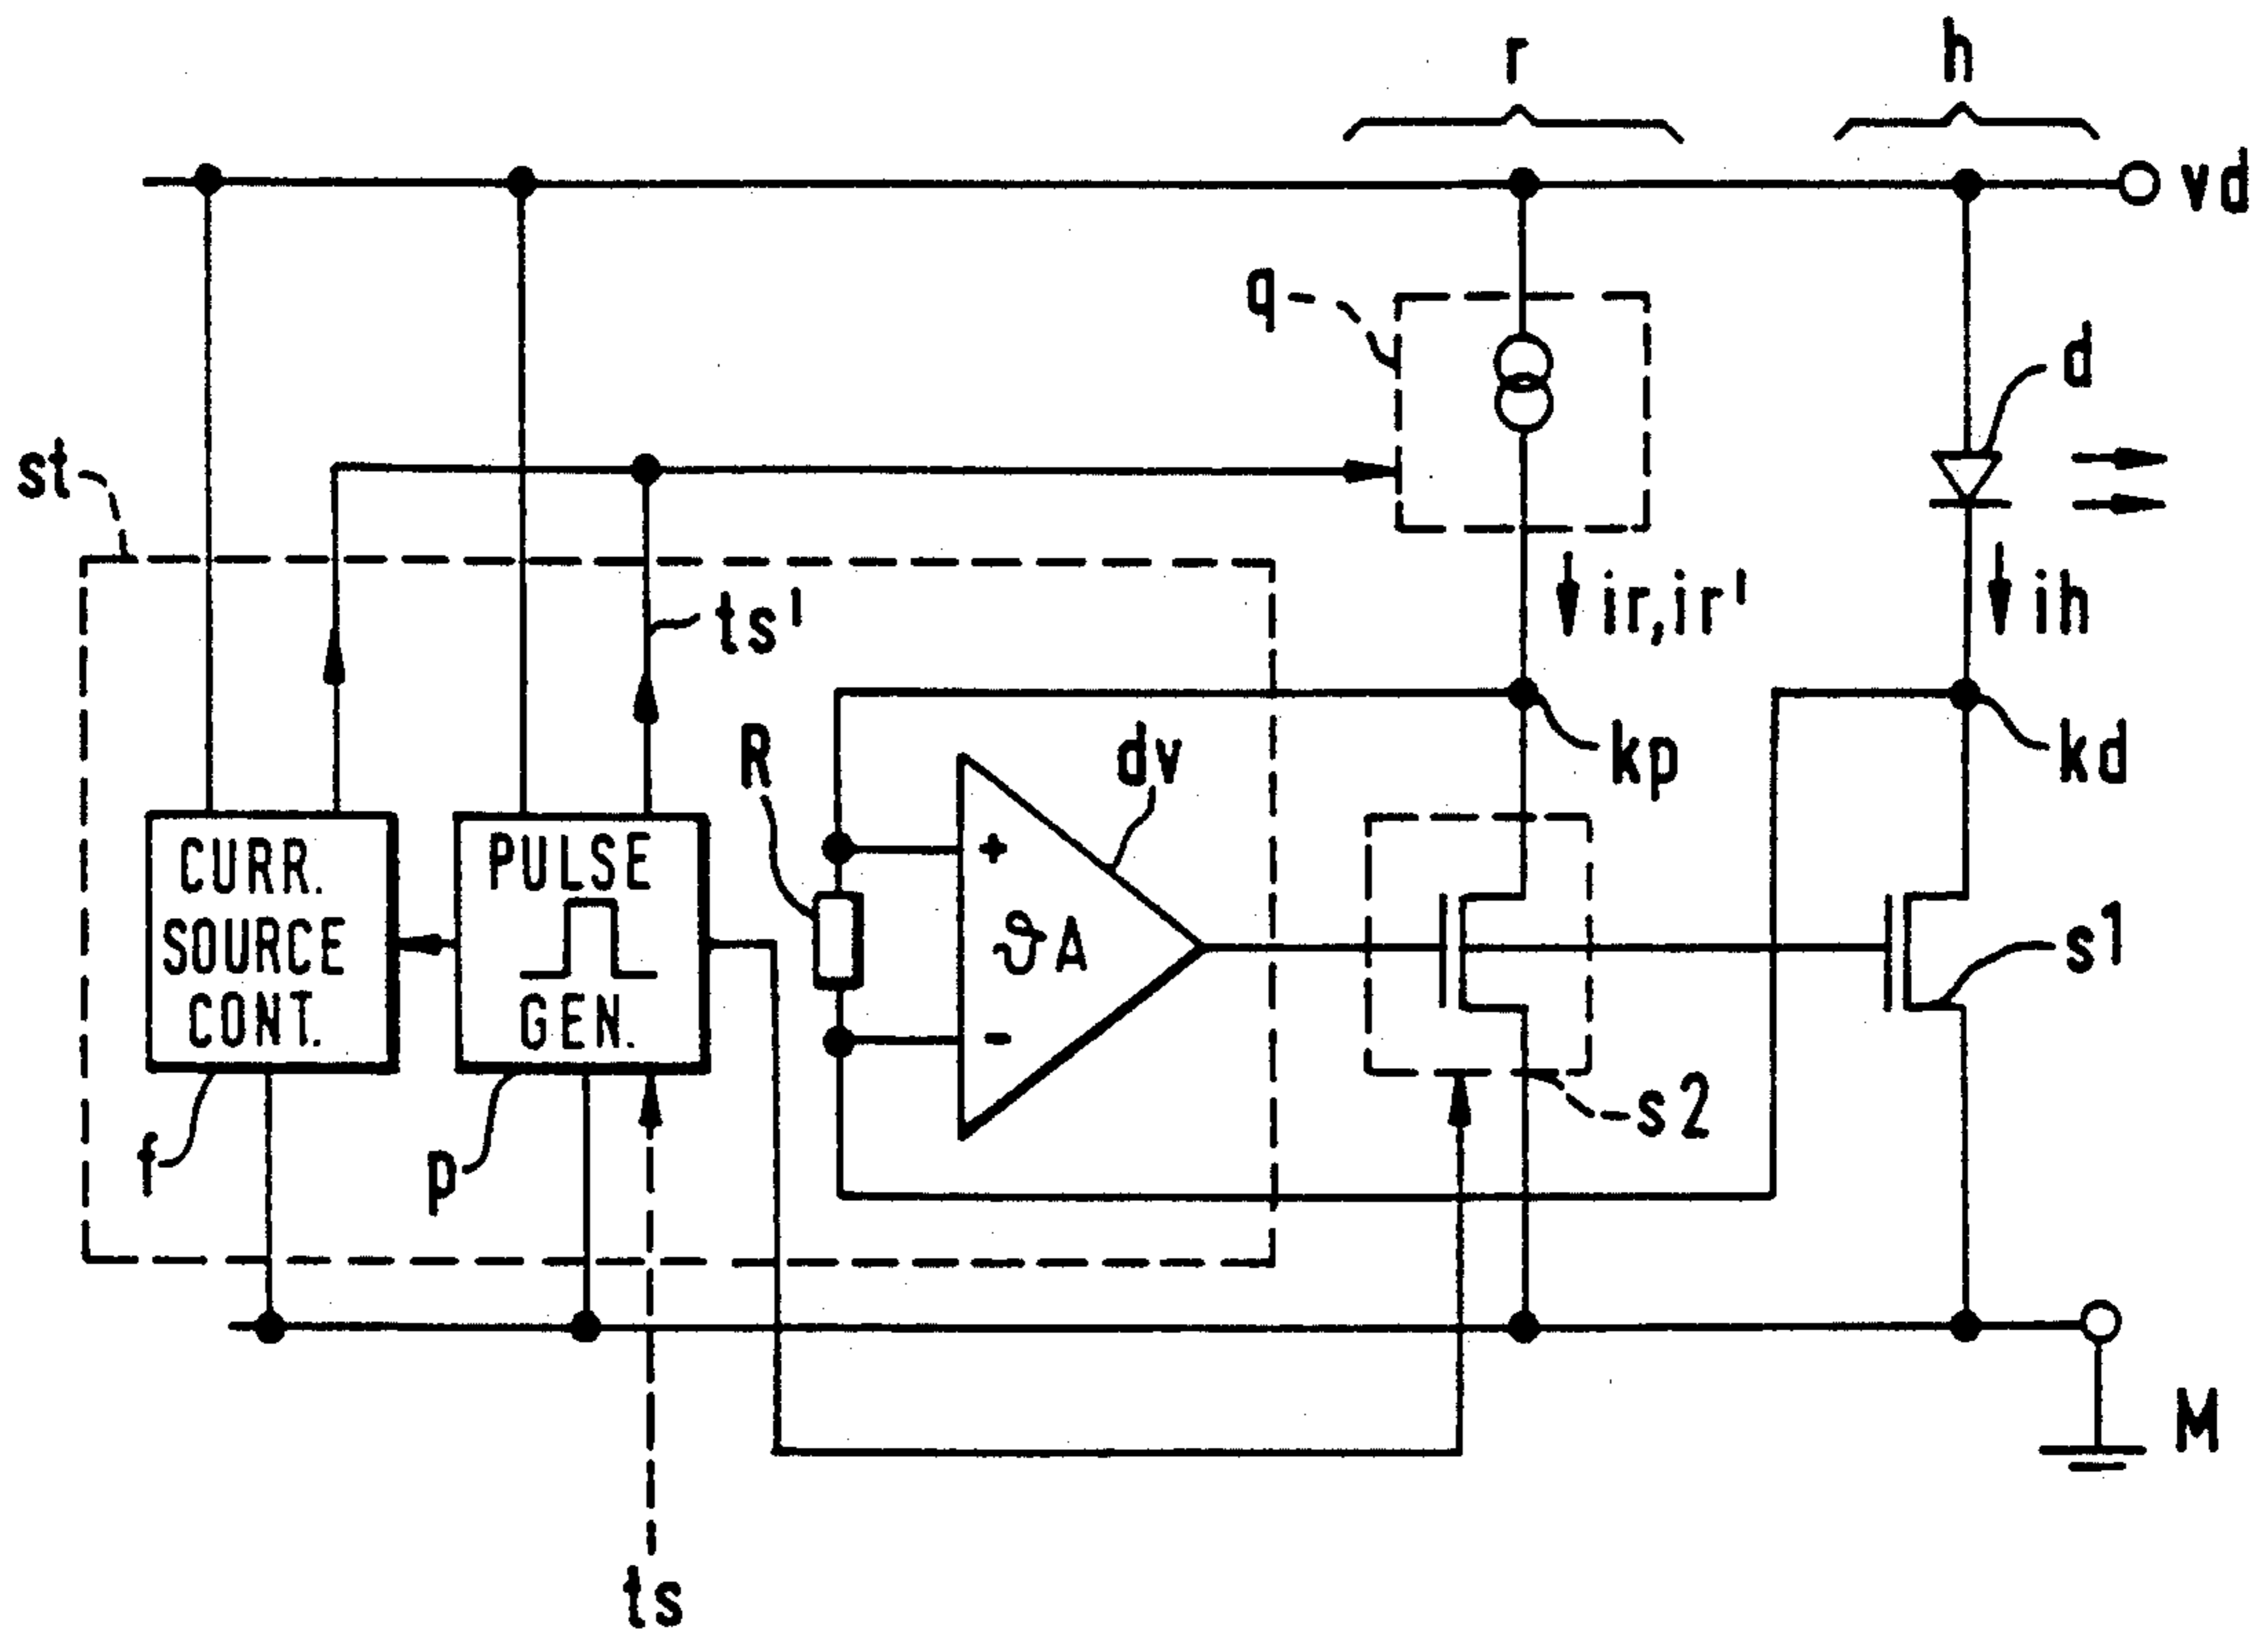 r
h
vd
q
d
st
ts'
ir,ir'
ih
R
dv
kp
kd
CURR.
SOURCE
CONT.
PULSE
GEN.
+
ϑA
-
s1
s2
f
p
M
ts